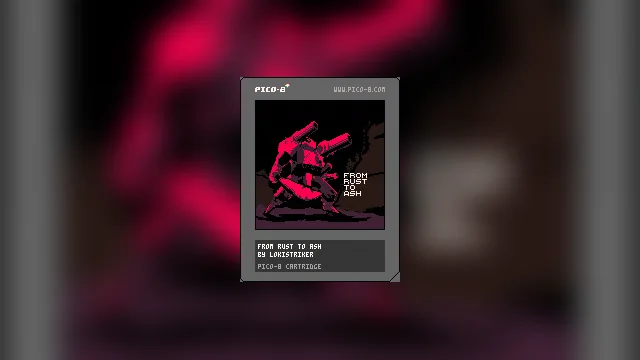 PICO-8
WWW.PICO-8.COM
FROM
RUST
TO
ASH
FROM RUST TO ASH
BY LOKISTRIKER
PICO-8 CARTRIDGE